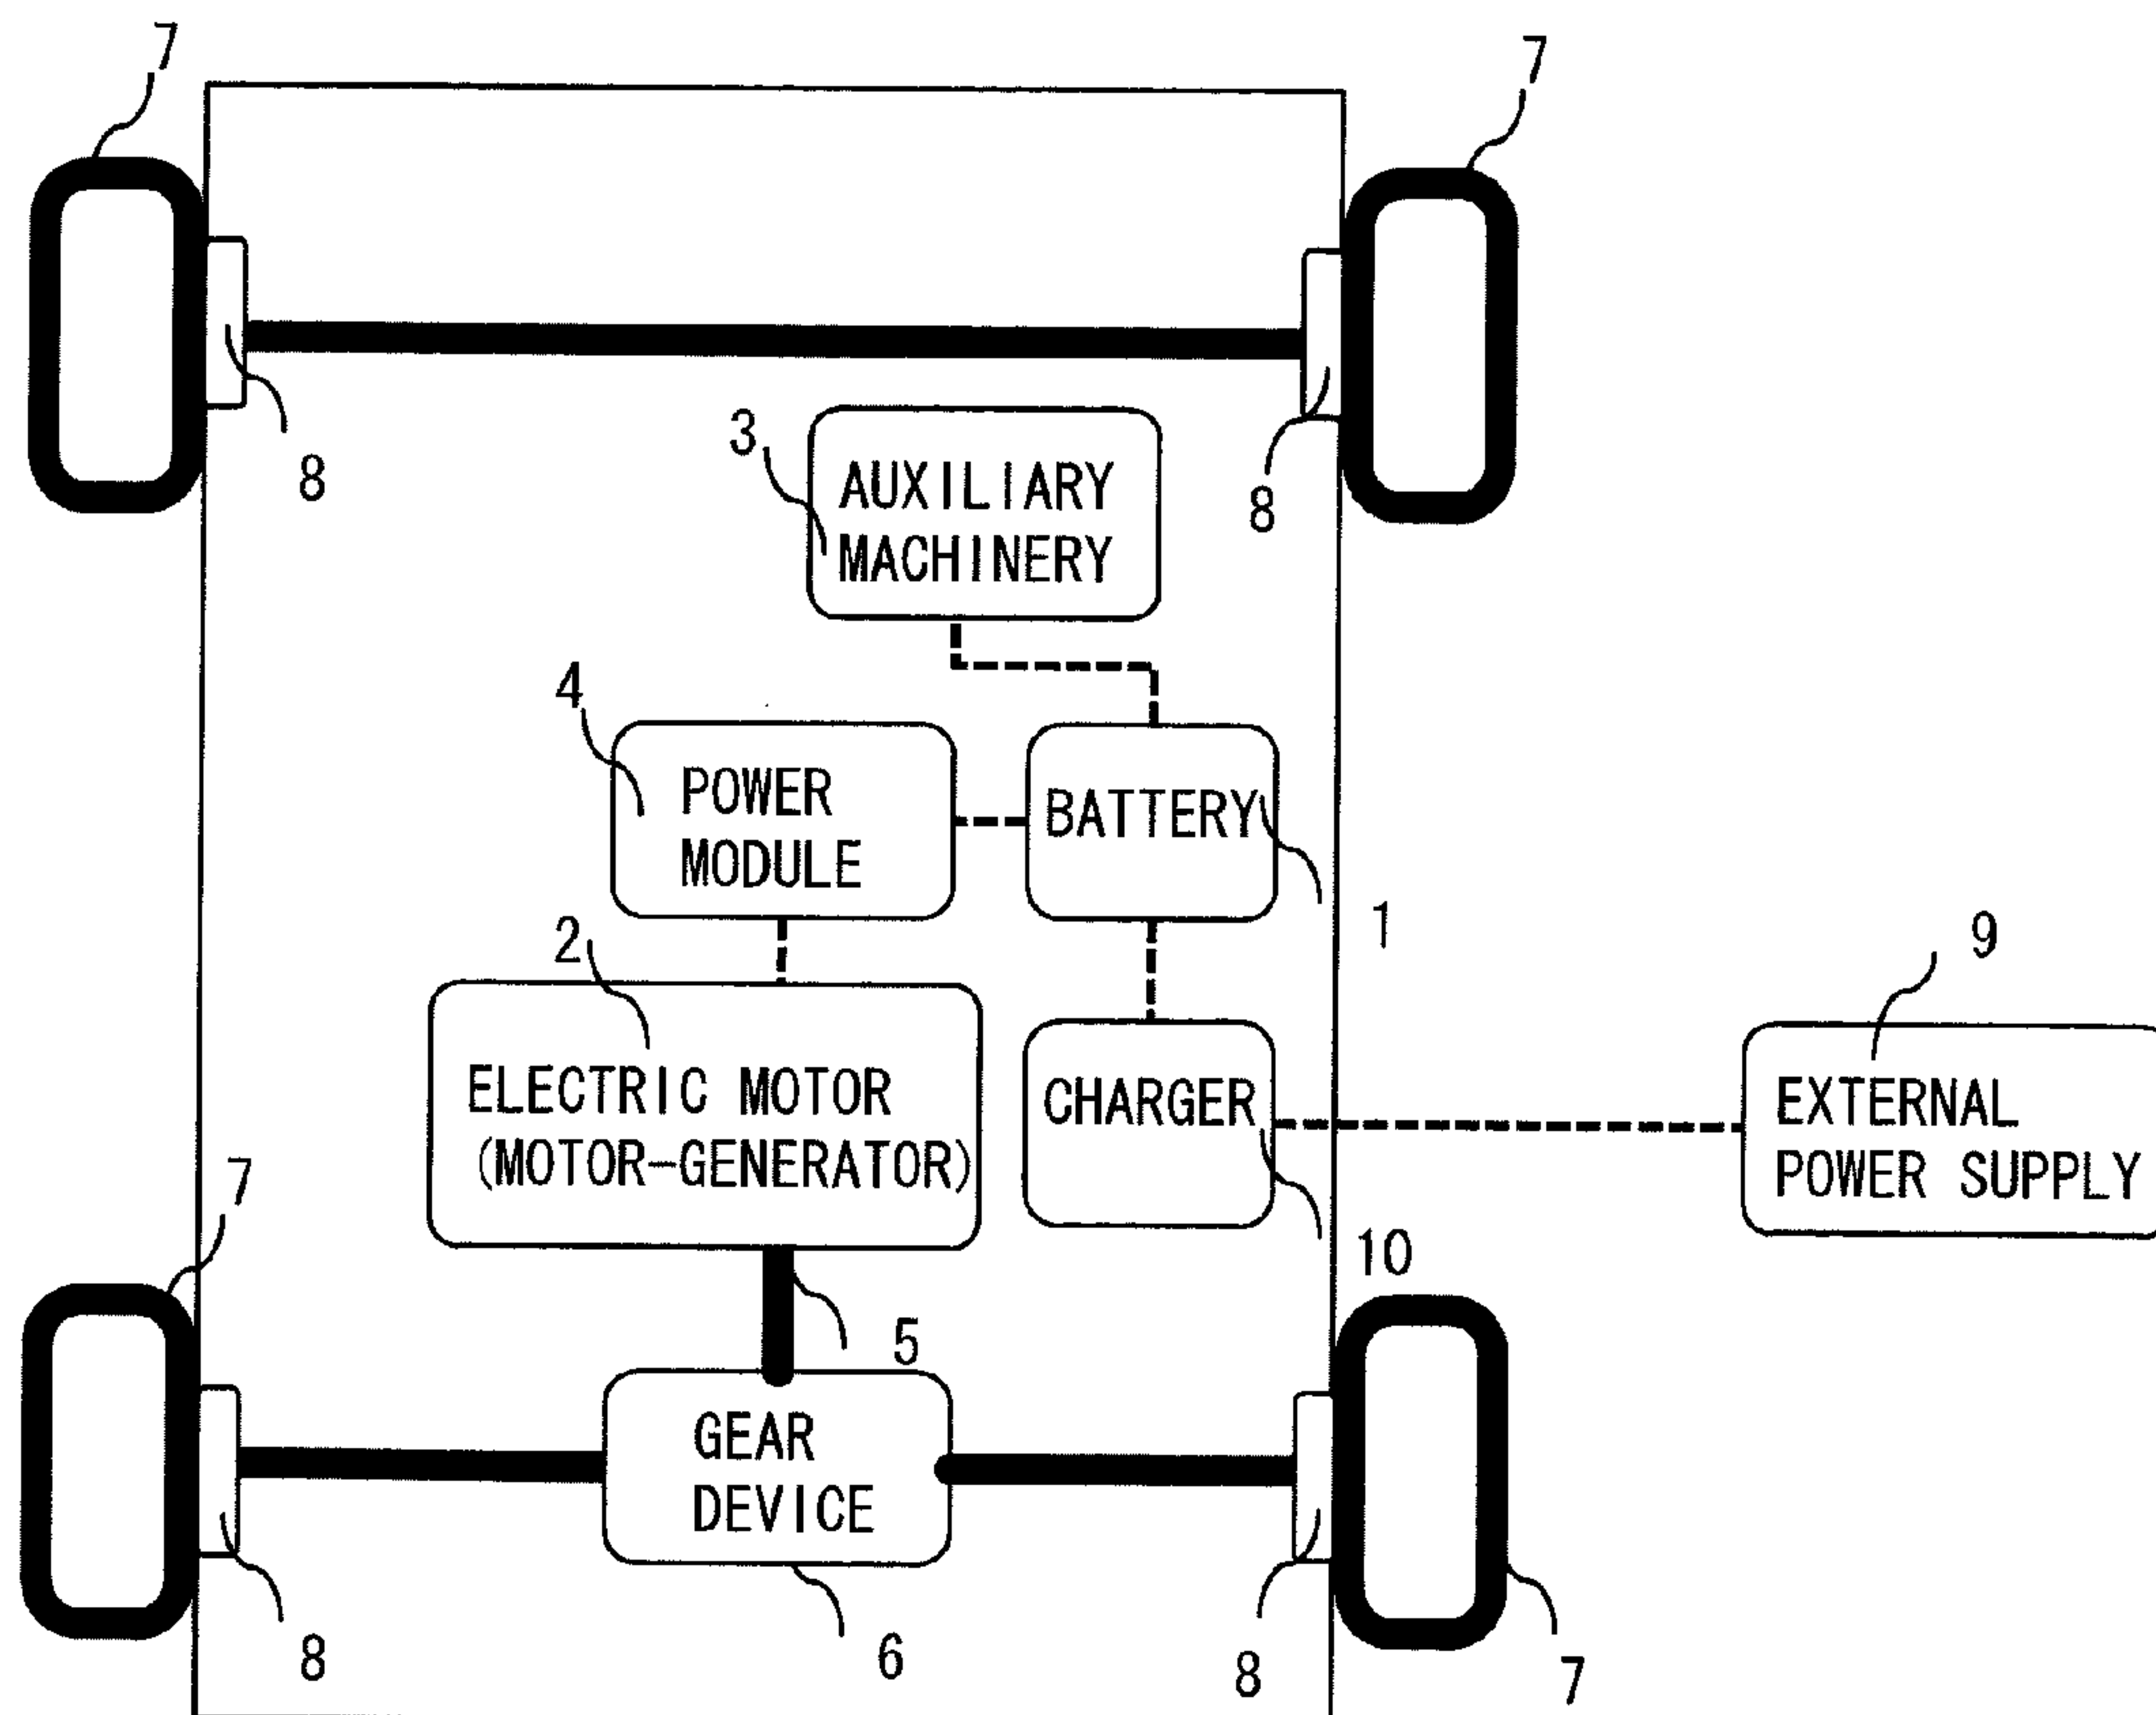 7
7
8
8
3
AUXILIARY
MACHINERY
4
POWER
MODULE
BATTERY
1
2
ELECTRIC MOTOR
(MOTOR-GENERATOR)
CHARGER
10
9
EXTERNAL
POWER SUPPLY
7
5
GEAR
DEVICE
6
8
8
7